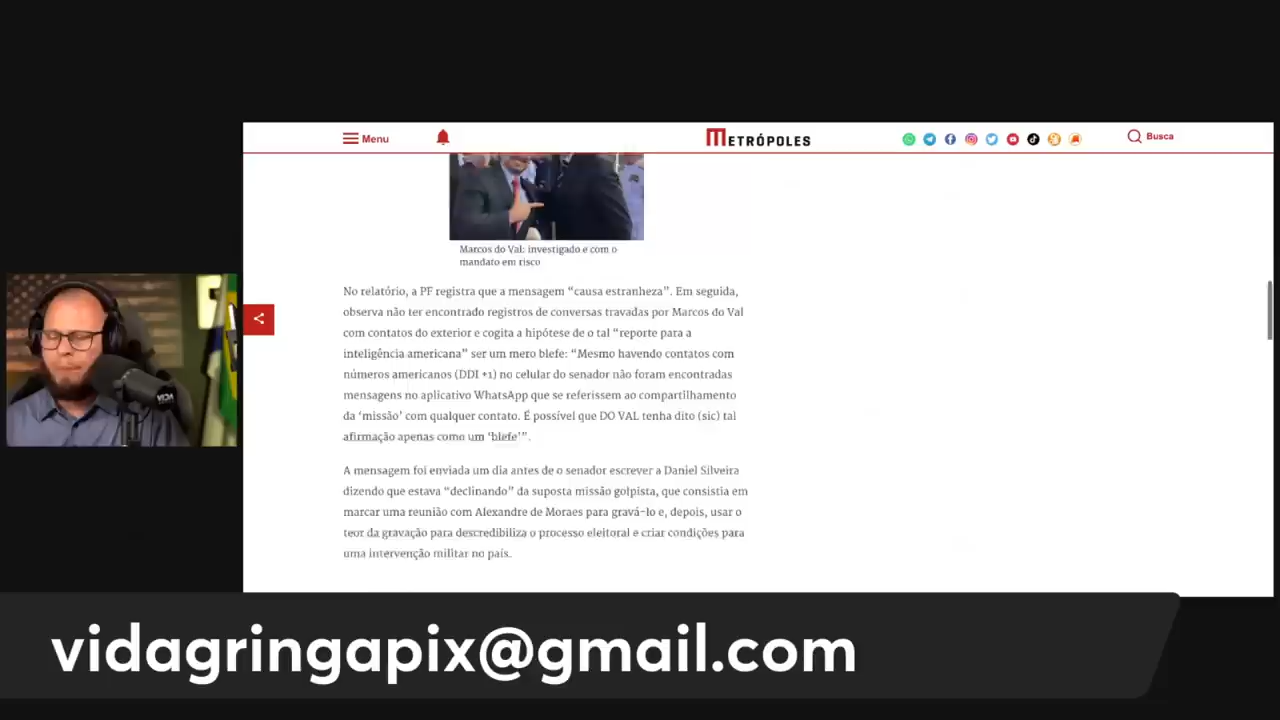 Menu
METRÓPOLES
Busca
Marcos do Val: investigado e com o
mandato em risco
No relatório, a PF registra que a mensagem “causa estranheza”. Em seguida,
observa não ter encontrado registros de conversas travadas por Marcos do Val
com contatos do exterior e cogita a hipótese de o tal “reporte para a
inteligência americana” ser um mero blefe: “Mesmo havendo contatos com
números americanos (DDI +1) no celular do senador não foram encontradas
mensagens no aplicativo WhatsApp que se referissem ao compartilhamento
da ‘missão’ com qualquer contato. É possível que DO VAL tenha dito (sic) tal
afirmação apenas como um ‘blefe’”.
A mensagem foi enviada um dia antes de o senador escrever a Daniel Silveira
dizendo que estava “declinando” da suposta missão golpista, que consistia em
marcar uma reunião com Alexandre de Moraes para gravá-lo e, depois, usar o
teor da gravação para descredibiliza o processo eleitoral e criar condições para
uma intervenção militar no país.
VIDA
vidagringapix@gmail.com